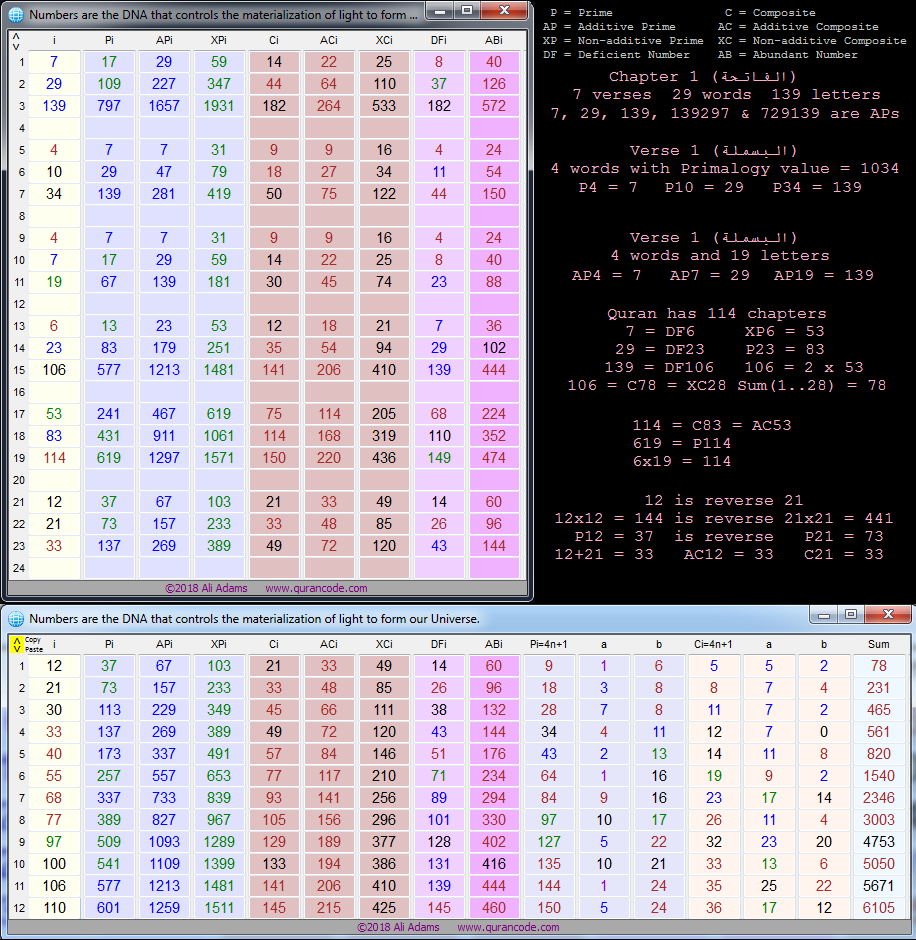 Numbers are the DNA that controls the materialization of light to form ...
i Pi APi XPi Ci ACi XCi DFi ABi
1 7 17 29 59 14 22 25 8 40
2 29 109 227 347 44 64 110 37 126
3 139 797 1657 1931 182 264 533 182 572
4
5 4 7 7 31 9 9 16 4 24
6 10 29 47 79 18 27 34 11 54
7 34 139 281 419 50 75 122 44 150
8
9 4 7 7 31 9 9 16 4 24
10 7 17 29 59 14 22 25 8 40
11 19 67 139 181 30 45 74 23 88
12
13 6 13 23 53 12 18 21 7 36
14 23 83 179 251 35 54 94 29 102
15 106 577 1213 1481 141 206 410 139 444
16
17 53 241 467 619 75 114 205 68 224
18 83 431 911 1061 114 168 319 110 352
19 114 619 1297 1571 150 220 436 149 474
20
21 12 37 67 103 21 33 49 14 60
22 21 73 157 233 33 48 85 26 96
23 33 137 269 389 49 72 120 43 144
24
©2018 Ali Adams www.qurancode.com
P = Prime C = Composite
AP = Additive Prime AC = Additive Composite
XP = Non-additive Prime XC = Non-additive Composite
DF = Deficient Number AB = Abundant Number
Chapter 1 (الفاتحة)
7 verses 29 words 139 letters
7, 29, 139, 139297 & 729139 are APs
Verse 1 (البسملة)
4 words with Primalogy value = 1034
P4 = 7 P10 = 29 P34 = 139
Verse 1 (البسملة)
4 words and 19 letters
AP4 = 7 AP7 = 29 AP19 = 139
Quran has 114 chapters
7 = DF6 XP6 = 53
29 = DF23 P23 = 83
139 = DF106 106 = 2 x 53
106 = C78 = XC28 Sum(1..28) = 78
114 = C83 = AC53
619 = P114
6x19 = 114
12 is reverse 21
12x12 = 144 is reverse 21x21 = 441
P12 = 37 is reverse P21 = 73
12+21 = 33 AC12 = 33 C21 = 33
Numbers are the DNA that controls the materialization of light to form our Universe.
Copy
Paste
i Pi APi XPi Ci ACi XCi DFi ABi Pi=4n+1 a b Ci=4n+1 a b Sum
1 12 37 67 103 21 33 49 14 60 9 1 6 5 5 2 78
2 21 73 157 233 33 48 85 26 96 18 3 8 8 7 4 231
3 30 113 229 349 45 66 111 38 132 28 7 8 11 7 2 465
4 33 137 269 389 49 72 120 43 144 34 4 11 12 7 0 561
5 40 173 337 491 57 84 146 51 176 43 2 13 14 11 8 820
6 55 257 557 653 77 117 210 71 234 64 1 16 19 9 2 1540
7 68 337 733 839 93 141 256 89 294 84 9 16 23 17 14 2346
8 77 389 827 967 105 156 296 101 330 97 10 17 26 11 4 3003
9 97 509 1093 1289 129 189 377 128 402 127 5 22 32 23 20 4753
10 100 541 1109 1399 133 194 386 131 416 135 10 21 33 13 6 5050
11 106 577 1213 1481 141 206 410 139 444 144 1 24 35 25 22 5671
12 110 601 1259 1511 145 215 425 145 460 150 5 24 36 17 12 6105
©2018 Ali Adams www.qurancode.com